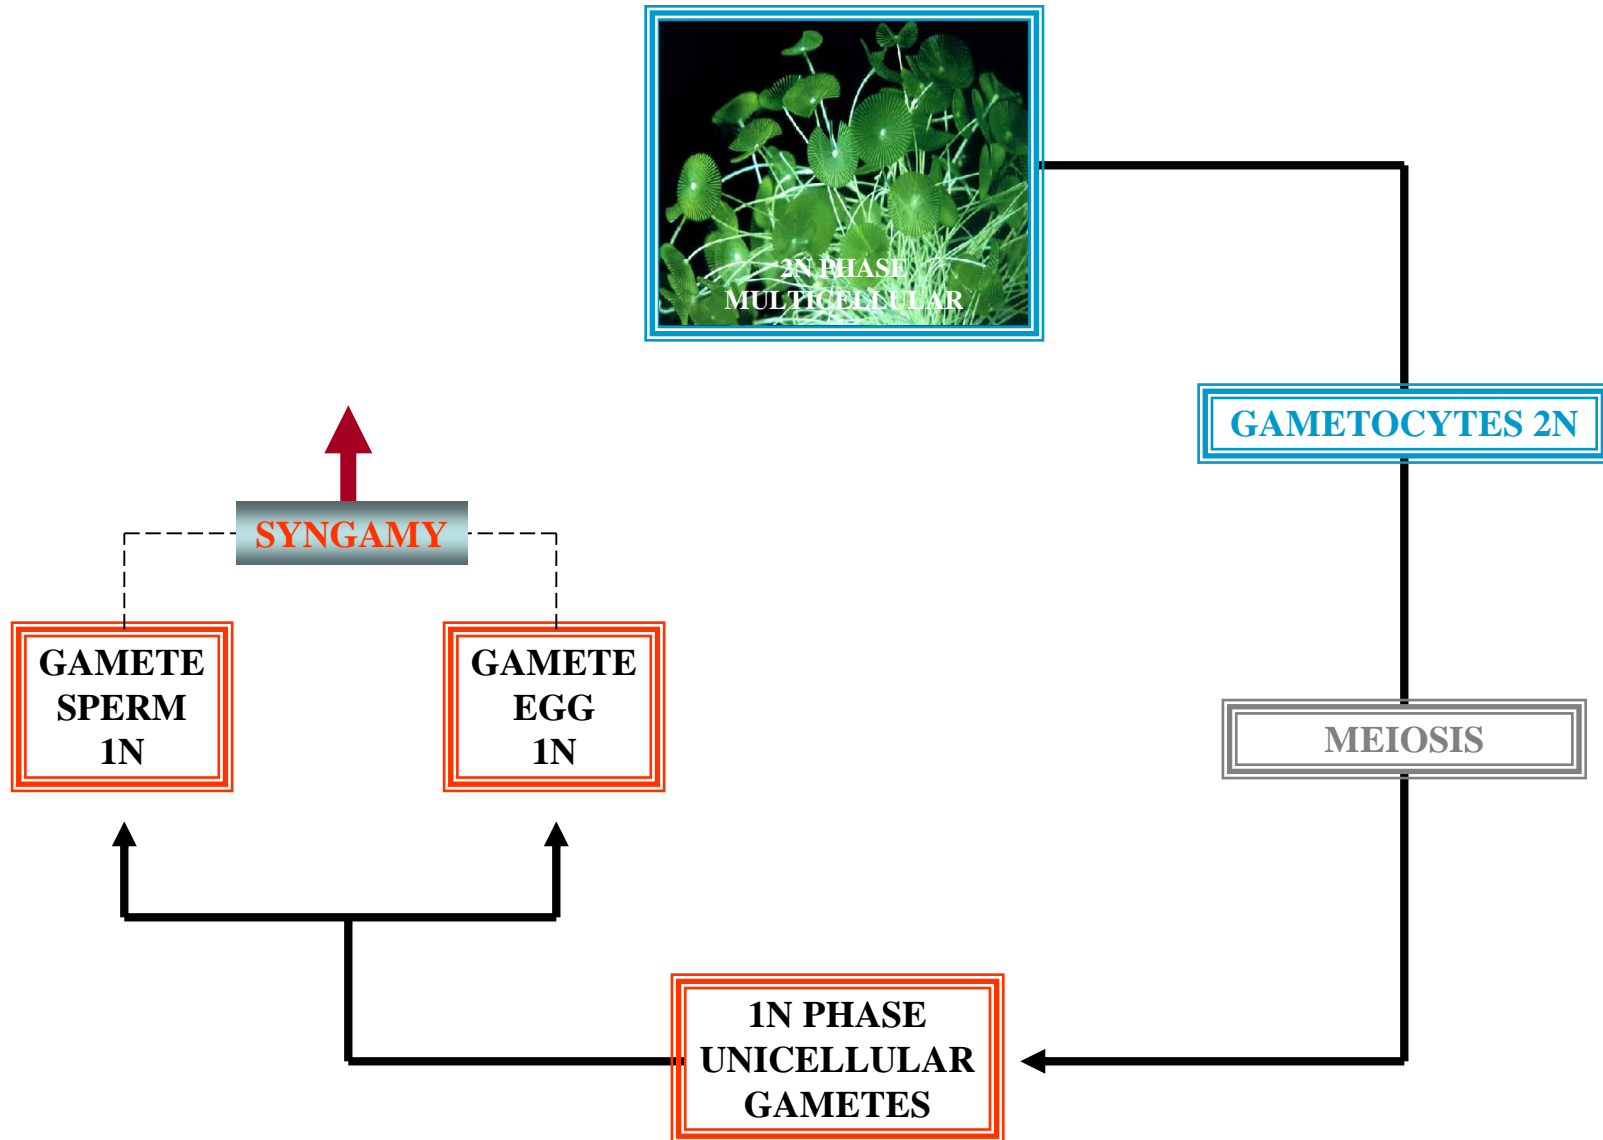 2N PHASE
MULTICELLULAR
GAMETOCYTES 2N
SYNGAMY
GAMETE
SPERM
1N
GAMETE
EGG
1N
MEIOSIS
1N PHASE
UNICELLULAR
GAMETES